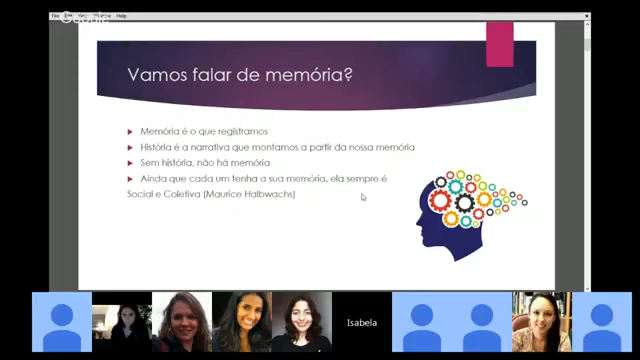 Vamos falar de memória?
Memória é o que registramos
História é a narrativa que montamos a partir da nossa memória
Sem história, não há memória
Ainda que cada um tenha a sua memória, ela sempre é
Social e Coletiva (Maurice Halbwachs)
Isabela